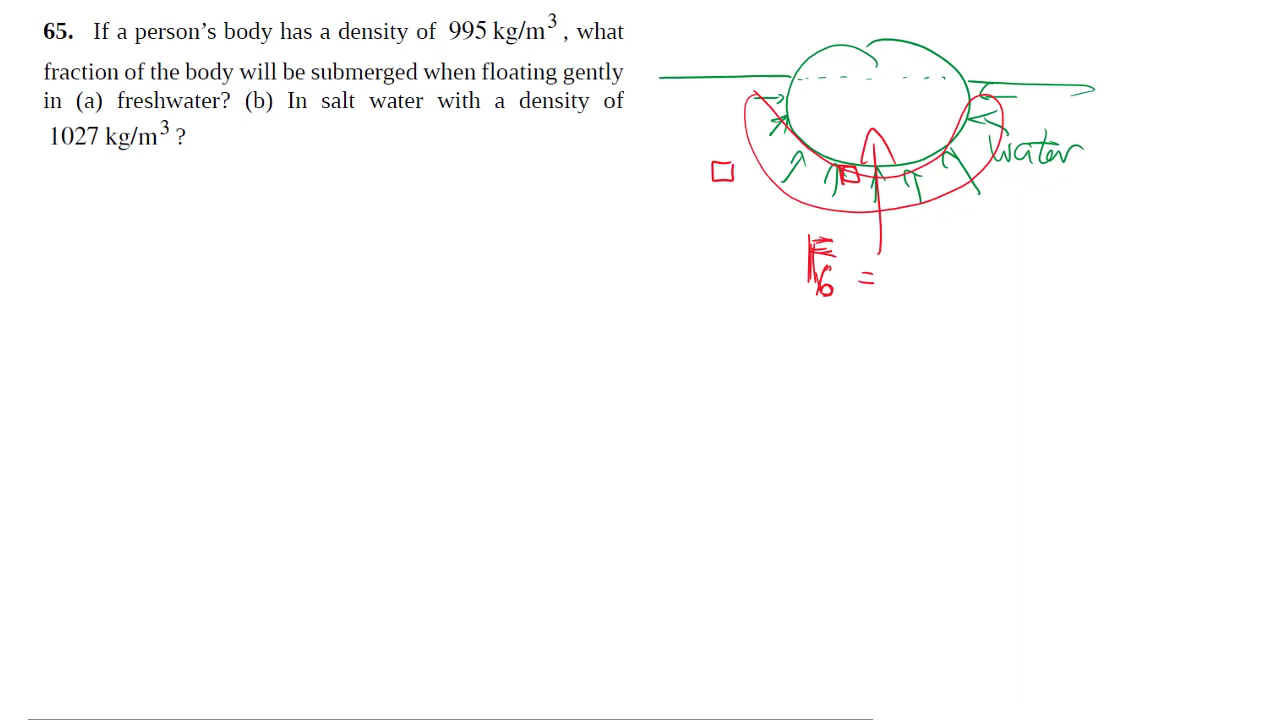 65. If a person's body has a density of 995 kg/m³, what
fraction of the body will be submerged when floating gently
in (a) freshwater? (b) In salt water with a density of
1027 kg/m³?
water
F_b =